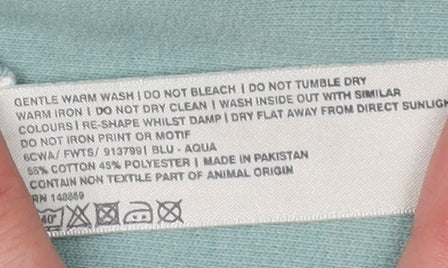 GENTLE WARM WASH | DO NOT BLEACH | DO NOT TUMBLE DRY
WARM IRON | DO NOT DRY CLEAN | WASH INSIDE OUT WITH SIMILAR
COLOURS | RE-SHAPE WHILST DAMP | DRY FLAT AWAY FROM DIRECT SUNLIGH
DO NOT IRON PRINT OR MOTIF
6CWA/ FWTS/ 913799| BLU - AQUA
55% COTTON 45% POLYESTER | MADE IN PAKISTAN
CONTAIN NON TEXTILE PART OF ANIMAL ORIGIN
RN 148869
40°